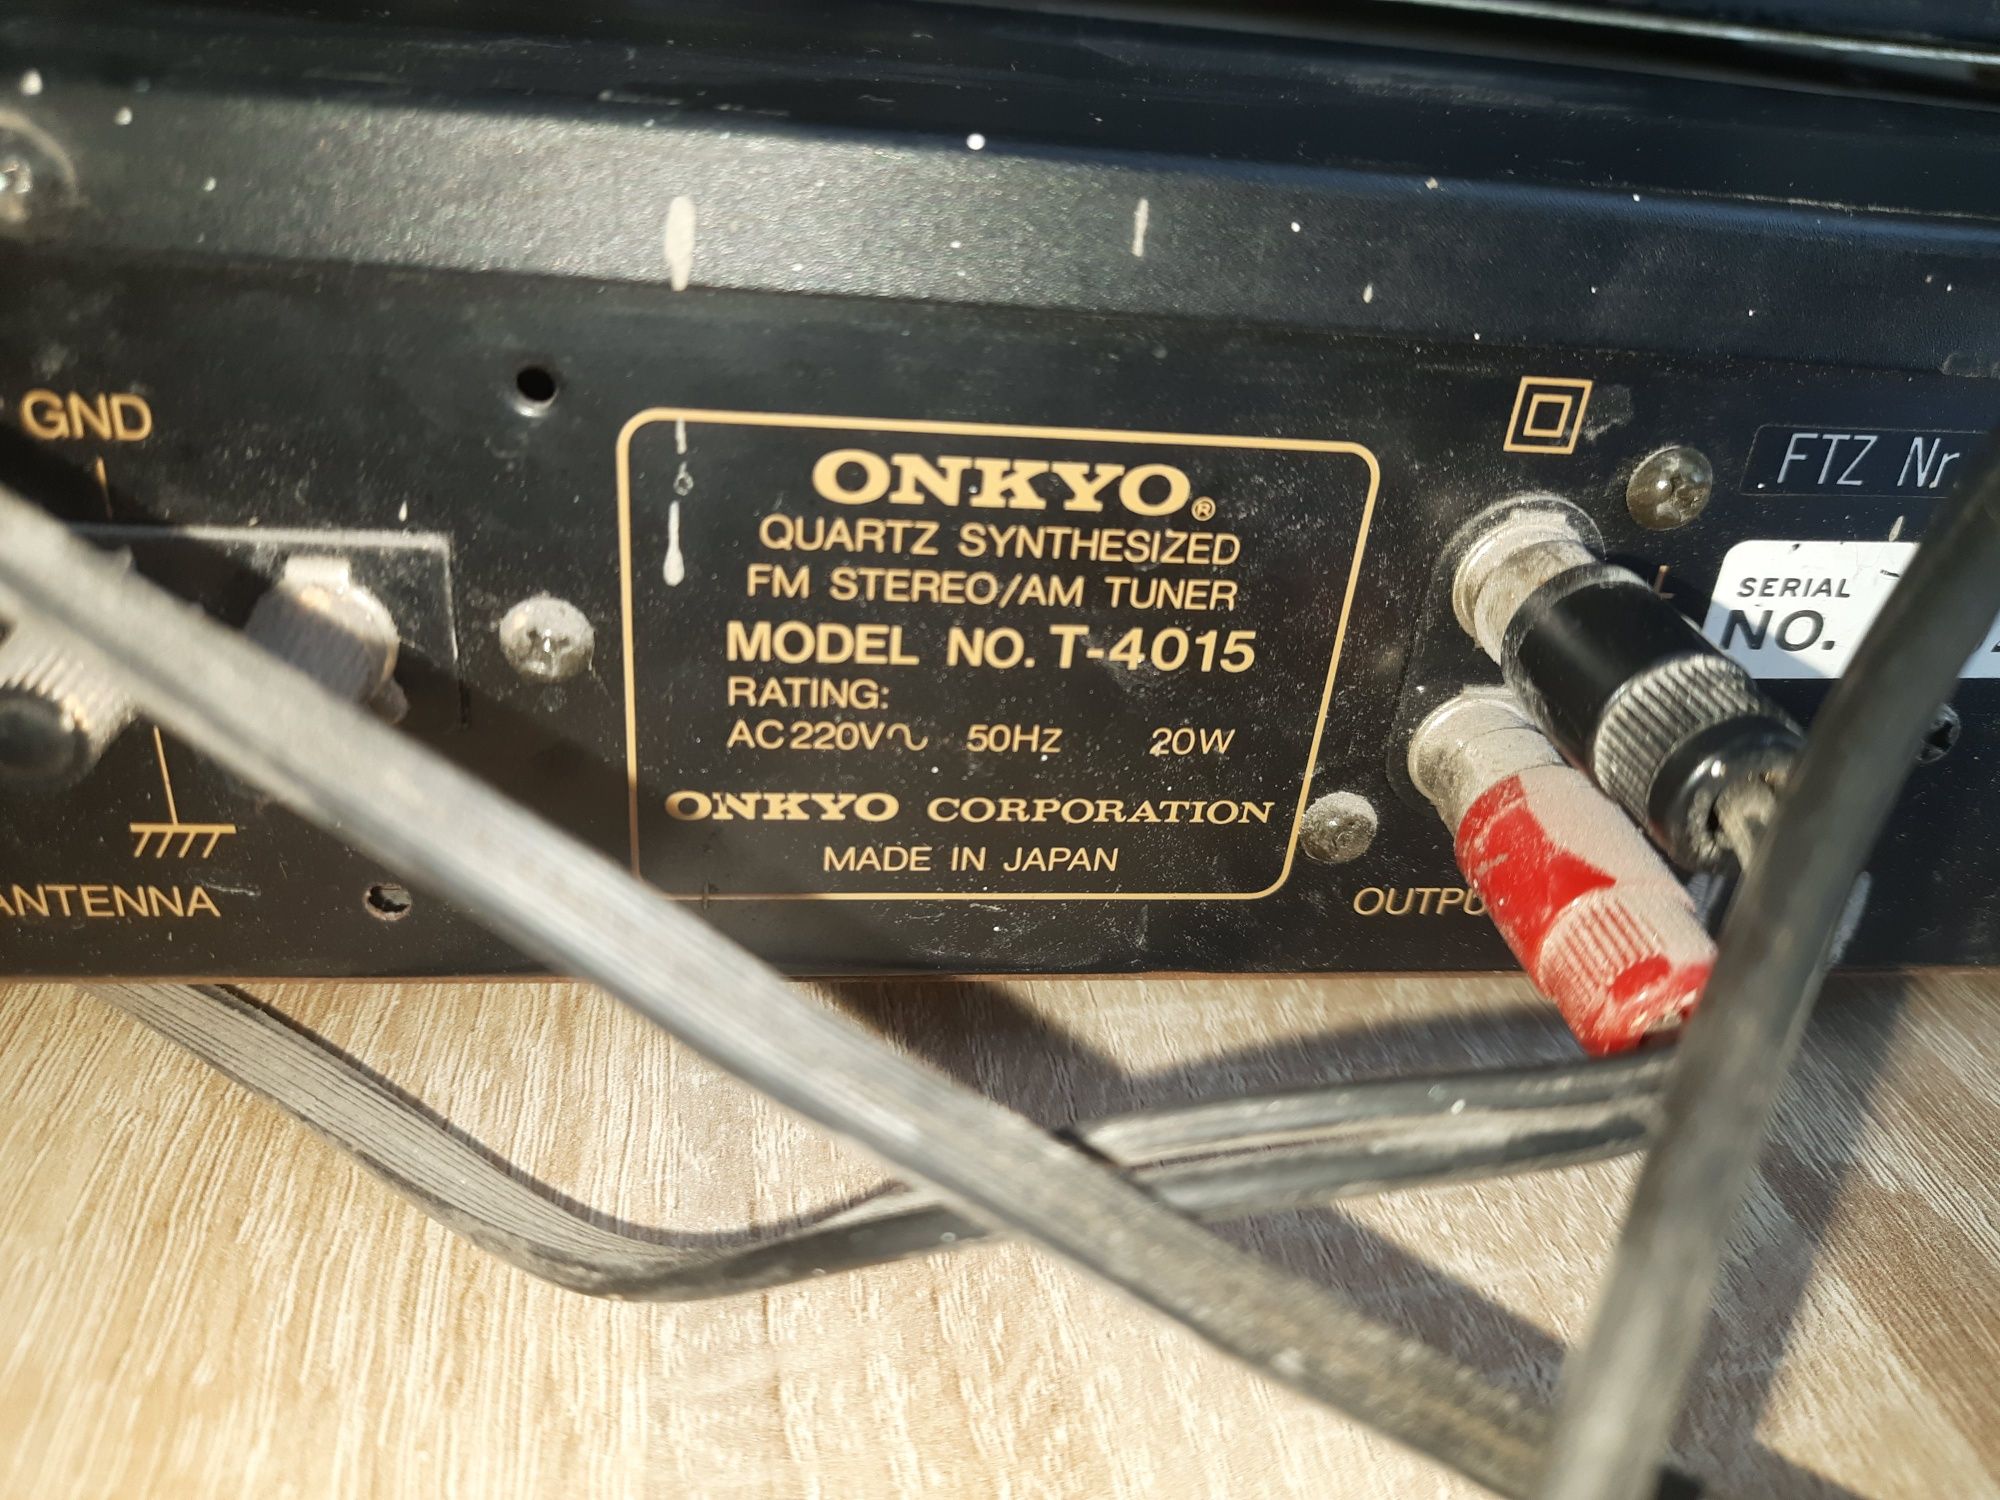 GND
ANTENNA
ONKYO®
QUARTZ SYNTHESIZED
FM STEREO/AM TUNER
MODEL NO. T-4015
RATING:
AC 220V~ 50Hz 20W
ONKYO CORPORATION
MADE IN JAPAN
L
OUTPU
FTZ Nr.
SERIAL
NO.